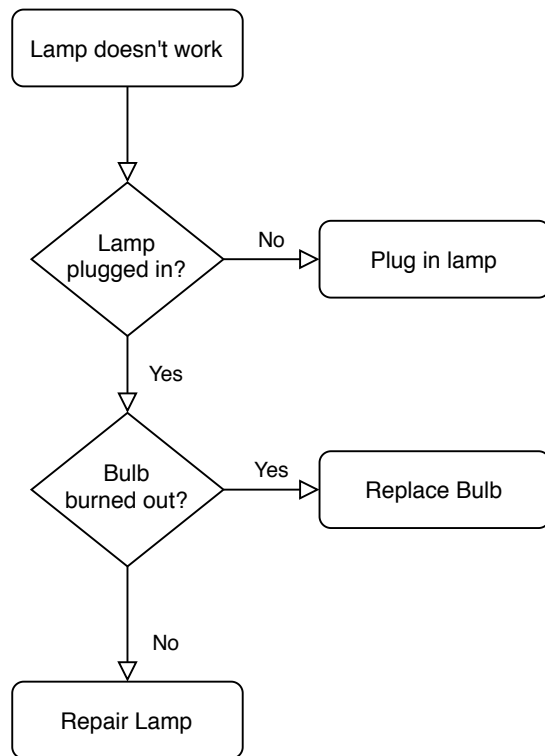 Lamp doesn't work
Lamp
plugged in?
No
Plug in lamp
Yes
Bulb
burned out?
Yes
Replace Bulb
No
Repair Lamp